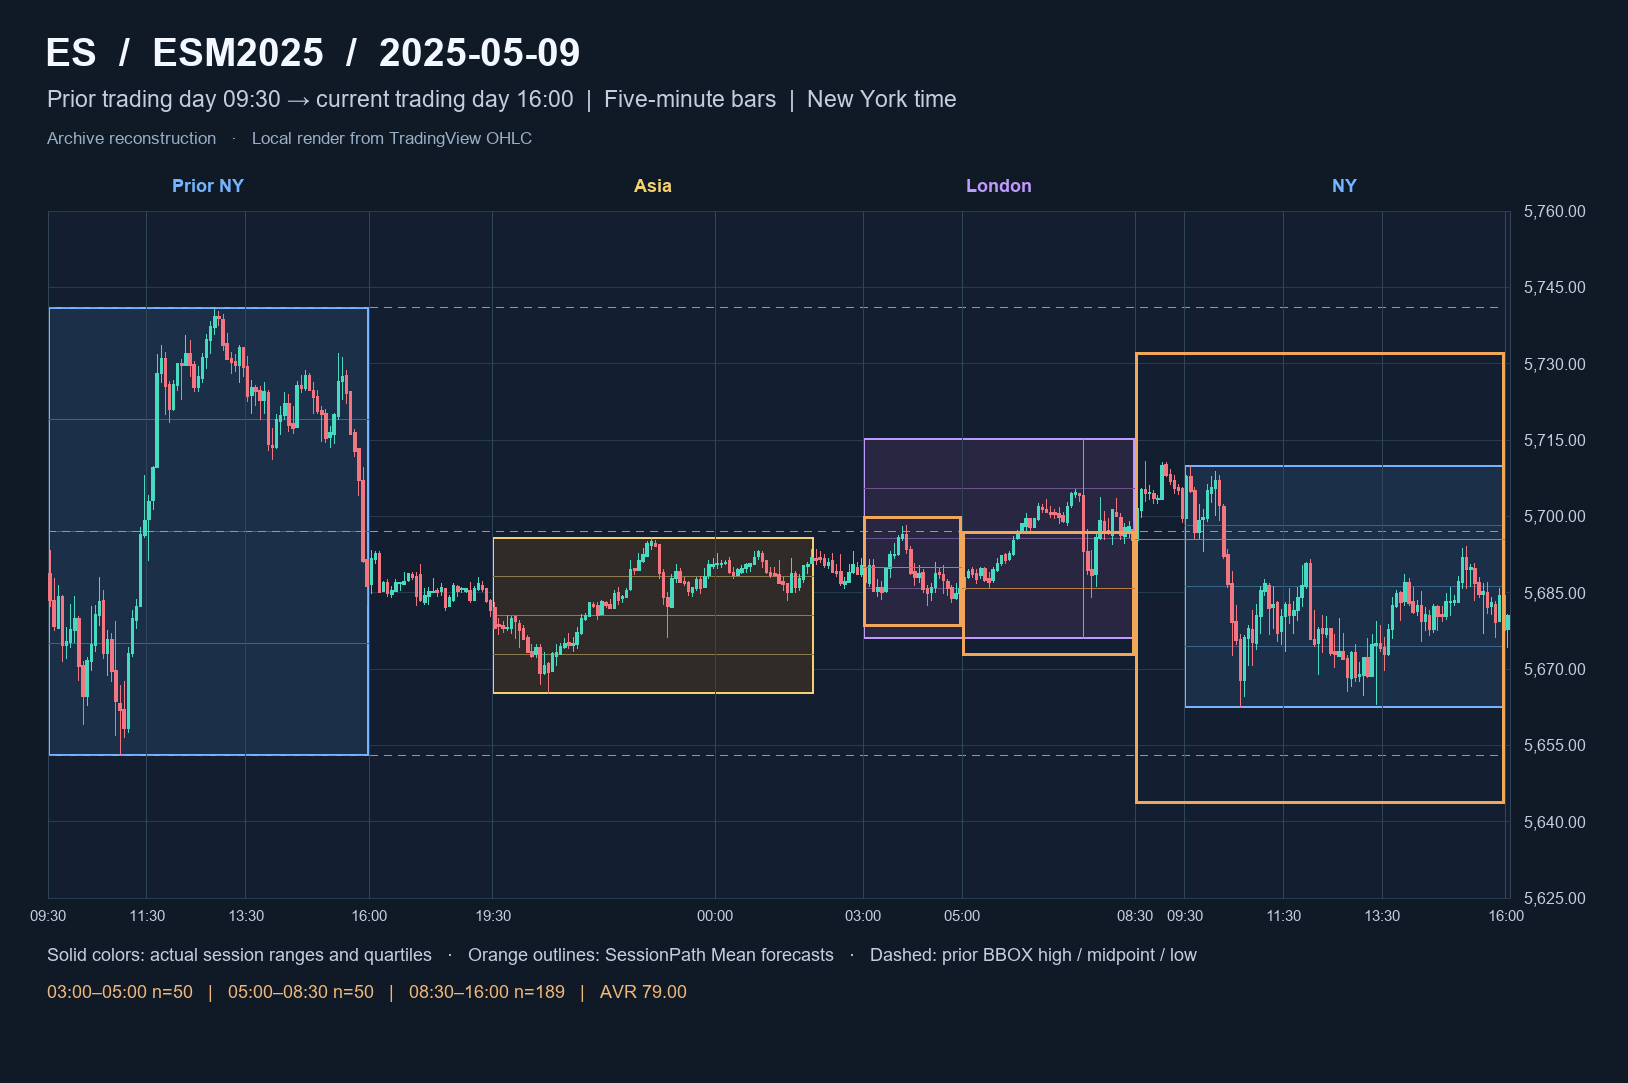 ES / ESM2025 / 2025-05-09
Prior trading day 09:30 → current trading day 16:00 | Five-minute bars | New York time
Archive reconstruction · Local render from TradingView OHLC
Prior NY Asia London NY
5,760.00
5,745.00
5,730.00
5,715.00
5,700.00
5,685.00
5,670.00
5,655.00
5,640.00
5,625.00
09:30 11:30 13:30 16:00 19:30 00:00 03:00 05:00 08:30 09:30 11:30 13:30 16:00
Solid colors: actual session ranges and quartiles · Orange outlines: SessionPath Mean forecasts · Dashed: prior BBOX high / midpoint / low
03:00–05:00 n=50 | 05:00–08:30 n=50 | 08:30–16:00 n=189 | AVR 79.00